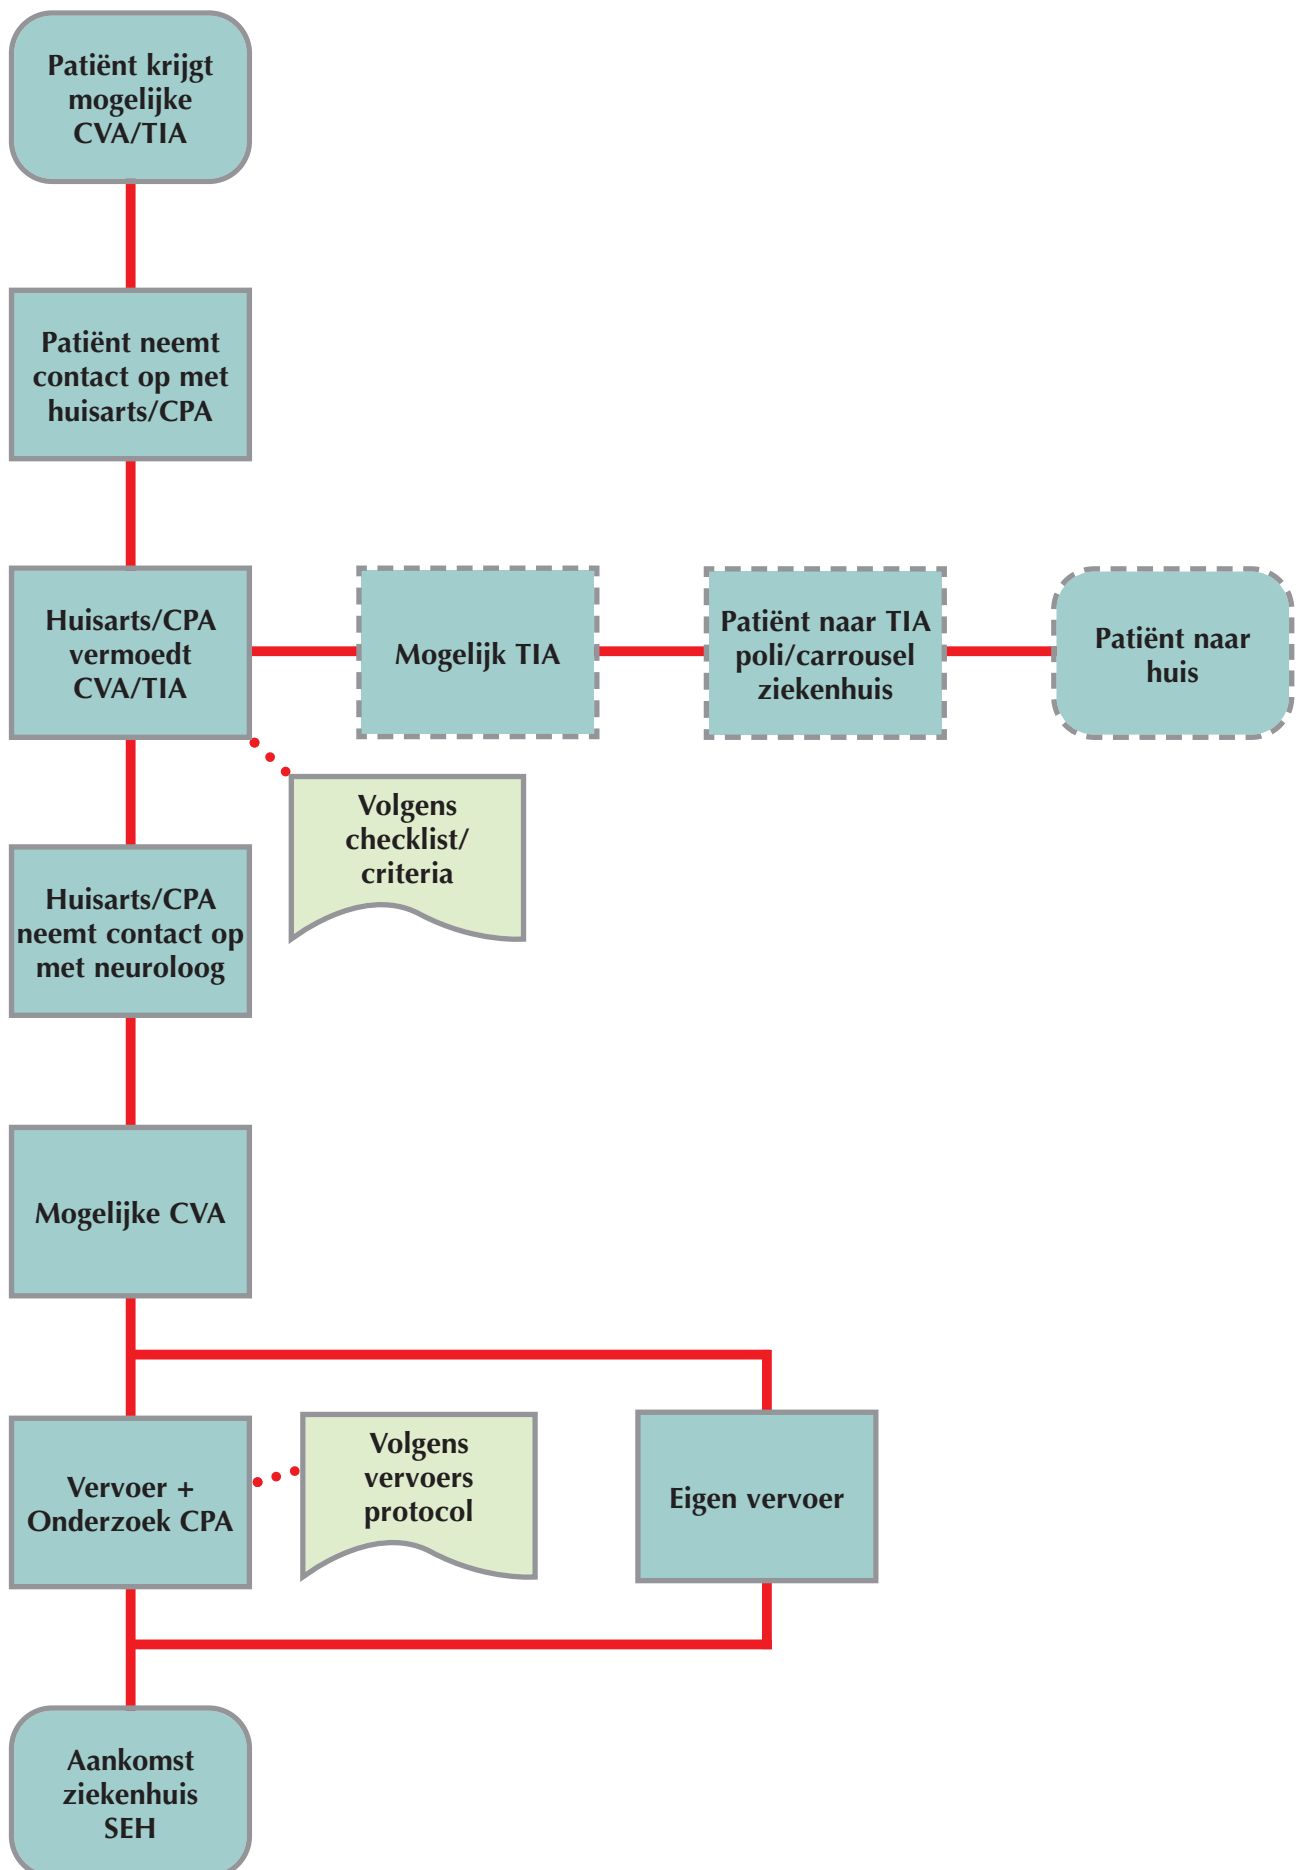 Patiënt krijgt
mogelijke
CVA/TIA
Patiënt neemt
contact op met
huisarts/CPA
Huisarts/CPA
vermoedt
CVA/TIA
Mogelijk TIA
Patiënt naar TIA
poli/carrousel
ziekenhuis
Patiënt naar
huis
Volgens
checklist/
criteria
Huisarts/CPA
neemt contact op
met neuroloog
Mogelijke CVA
Vervoer +
Onderzoek CPA
Volgens
vervoers
protocol
Eigen vervoer
Aankomst
ziekenhuis
SEH